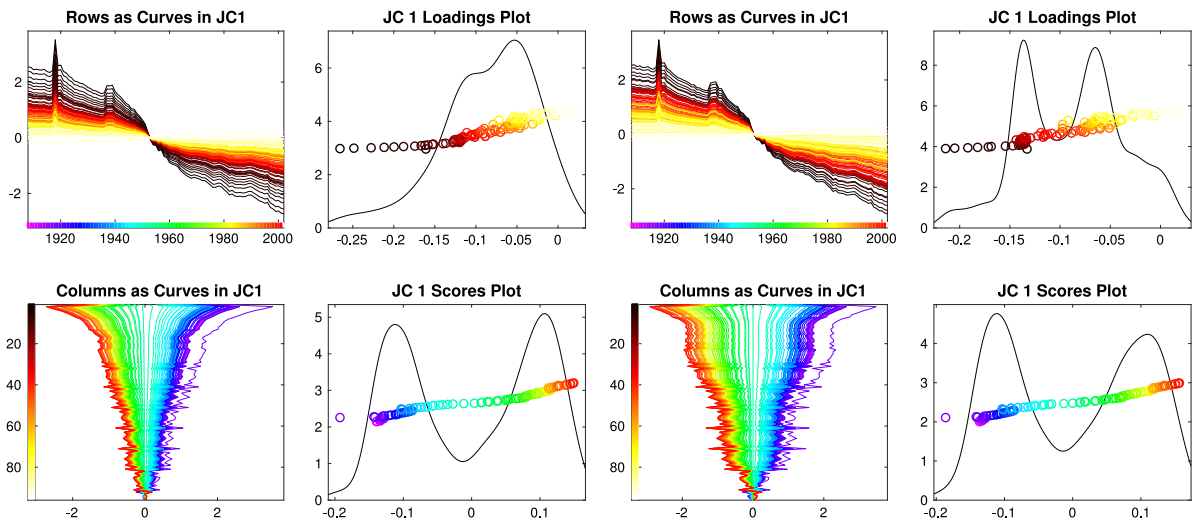 Rows as Curves in JC1
JC 1 Loadings Plot
Rows as Curves in JC1
JC 1 Loadings Plot
2
0
-2
1920 1940 1960 1980 2000
6
4
2
0
-0.25 -0.2 -0.15 -0.1 -0.05 0
2
0
-2
1920 1940 1960 1980 2000
8
6
4
2
0
-0.2 -0.15 -0.1 -0.05 0
Columns as Curves in JC1
JC 1 Scores Plot
Columns as Curves in JC1
JC 1 Scores Plot
20
40
60
80
-2 0 2
5
4
3
2
1
0
-0.2 -0.1 0 0.1
20
40
60
80
-2 0 2
5
4
3
2
1
0
-0.2 -0.1 0 0.1